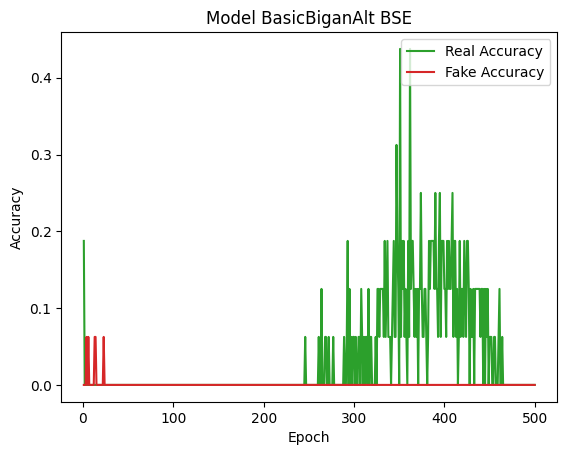 Model BasicBiganAlt BSE
Real Accuracy
Fake Accuracy
Accuracy
0.4
0.3
0.2
0.1
0.0
0
100
200
300
400
500
Epoch